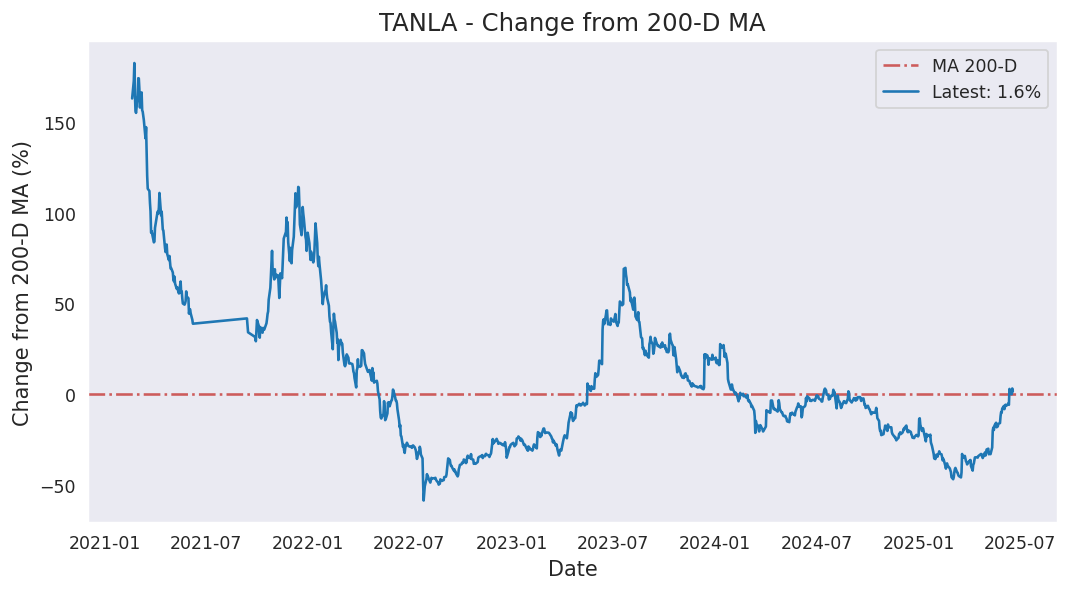 TANLA - Change from 200-D MA
MA 200-D
Latest: 1.6%
Change from 200-D MA (%)
150
100
50
0
−50
2021-01 2021-07 2022-01 2022-07 2023-01 2023-07 2024-01 2024-07 2025-01 2025-07
Date